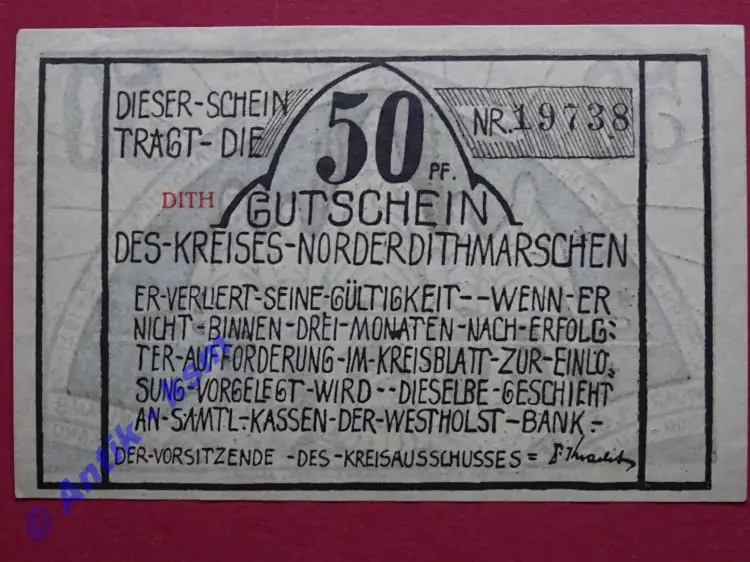 DIESER-SCHEIN
TRÄGT-DIE
50
PF.
NR. 19738
DITH
GUTSCHEIN
DES-KREISES-NORDERDITHMARSCHEN
ER-VERLIERT-SEINE-GÜLTIGKEIT--WENN-ER
NICHT-BINNEN-DREI-MONATEN-NACH-ERFOLG=
TER-AUFFORDERUNG-IM-KREISBLATT-ZUR-EINLÖ=
SUNG-VORGELEGT-WIRD--DIESELBE-GESCHIEHT
AN-SAMTL-KASSEN-DER-WESTHOLST-BANK-
DER-VORSITZENDE-DES-KREISAUSSCHUSSES=
© Antik - ksm